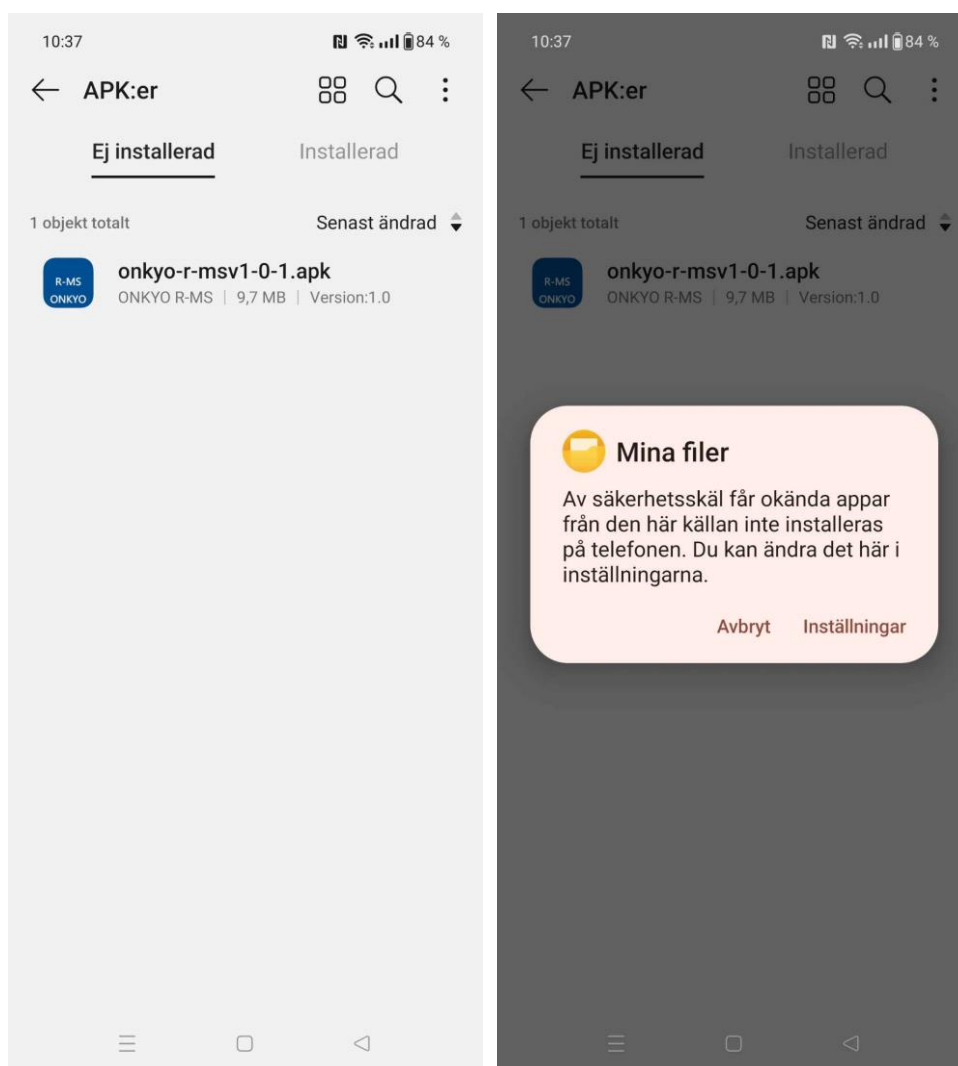 10:37
84 %
APK:er
Ej installerad
Installerad
1 objekt totalt
Senast ändrad
R-MS
ONKYO
onkyo-r-msv1-0-1.apk
ONKYO R-MS | 9,7 MB | Version:1.0
10:37
84 %
APK:er
Ej installerad
Installerad
1 objekt totalt
Senast ändrad
R-MS
ONKYO
onkyo-r-msv1-0-1.apk
ONKYO R-MS | 9,7 MB | Version:1.0
Mina filer
Av säkerhetsskäl får okända appar
från den här källan inte installeras
på telefonen. Du kan ändra det här i
inställningarna.
Avbryt
Inställningar